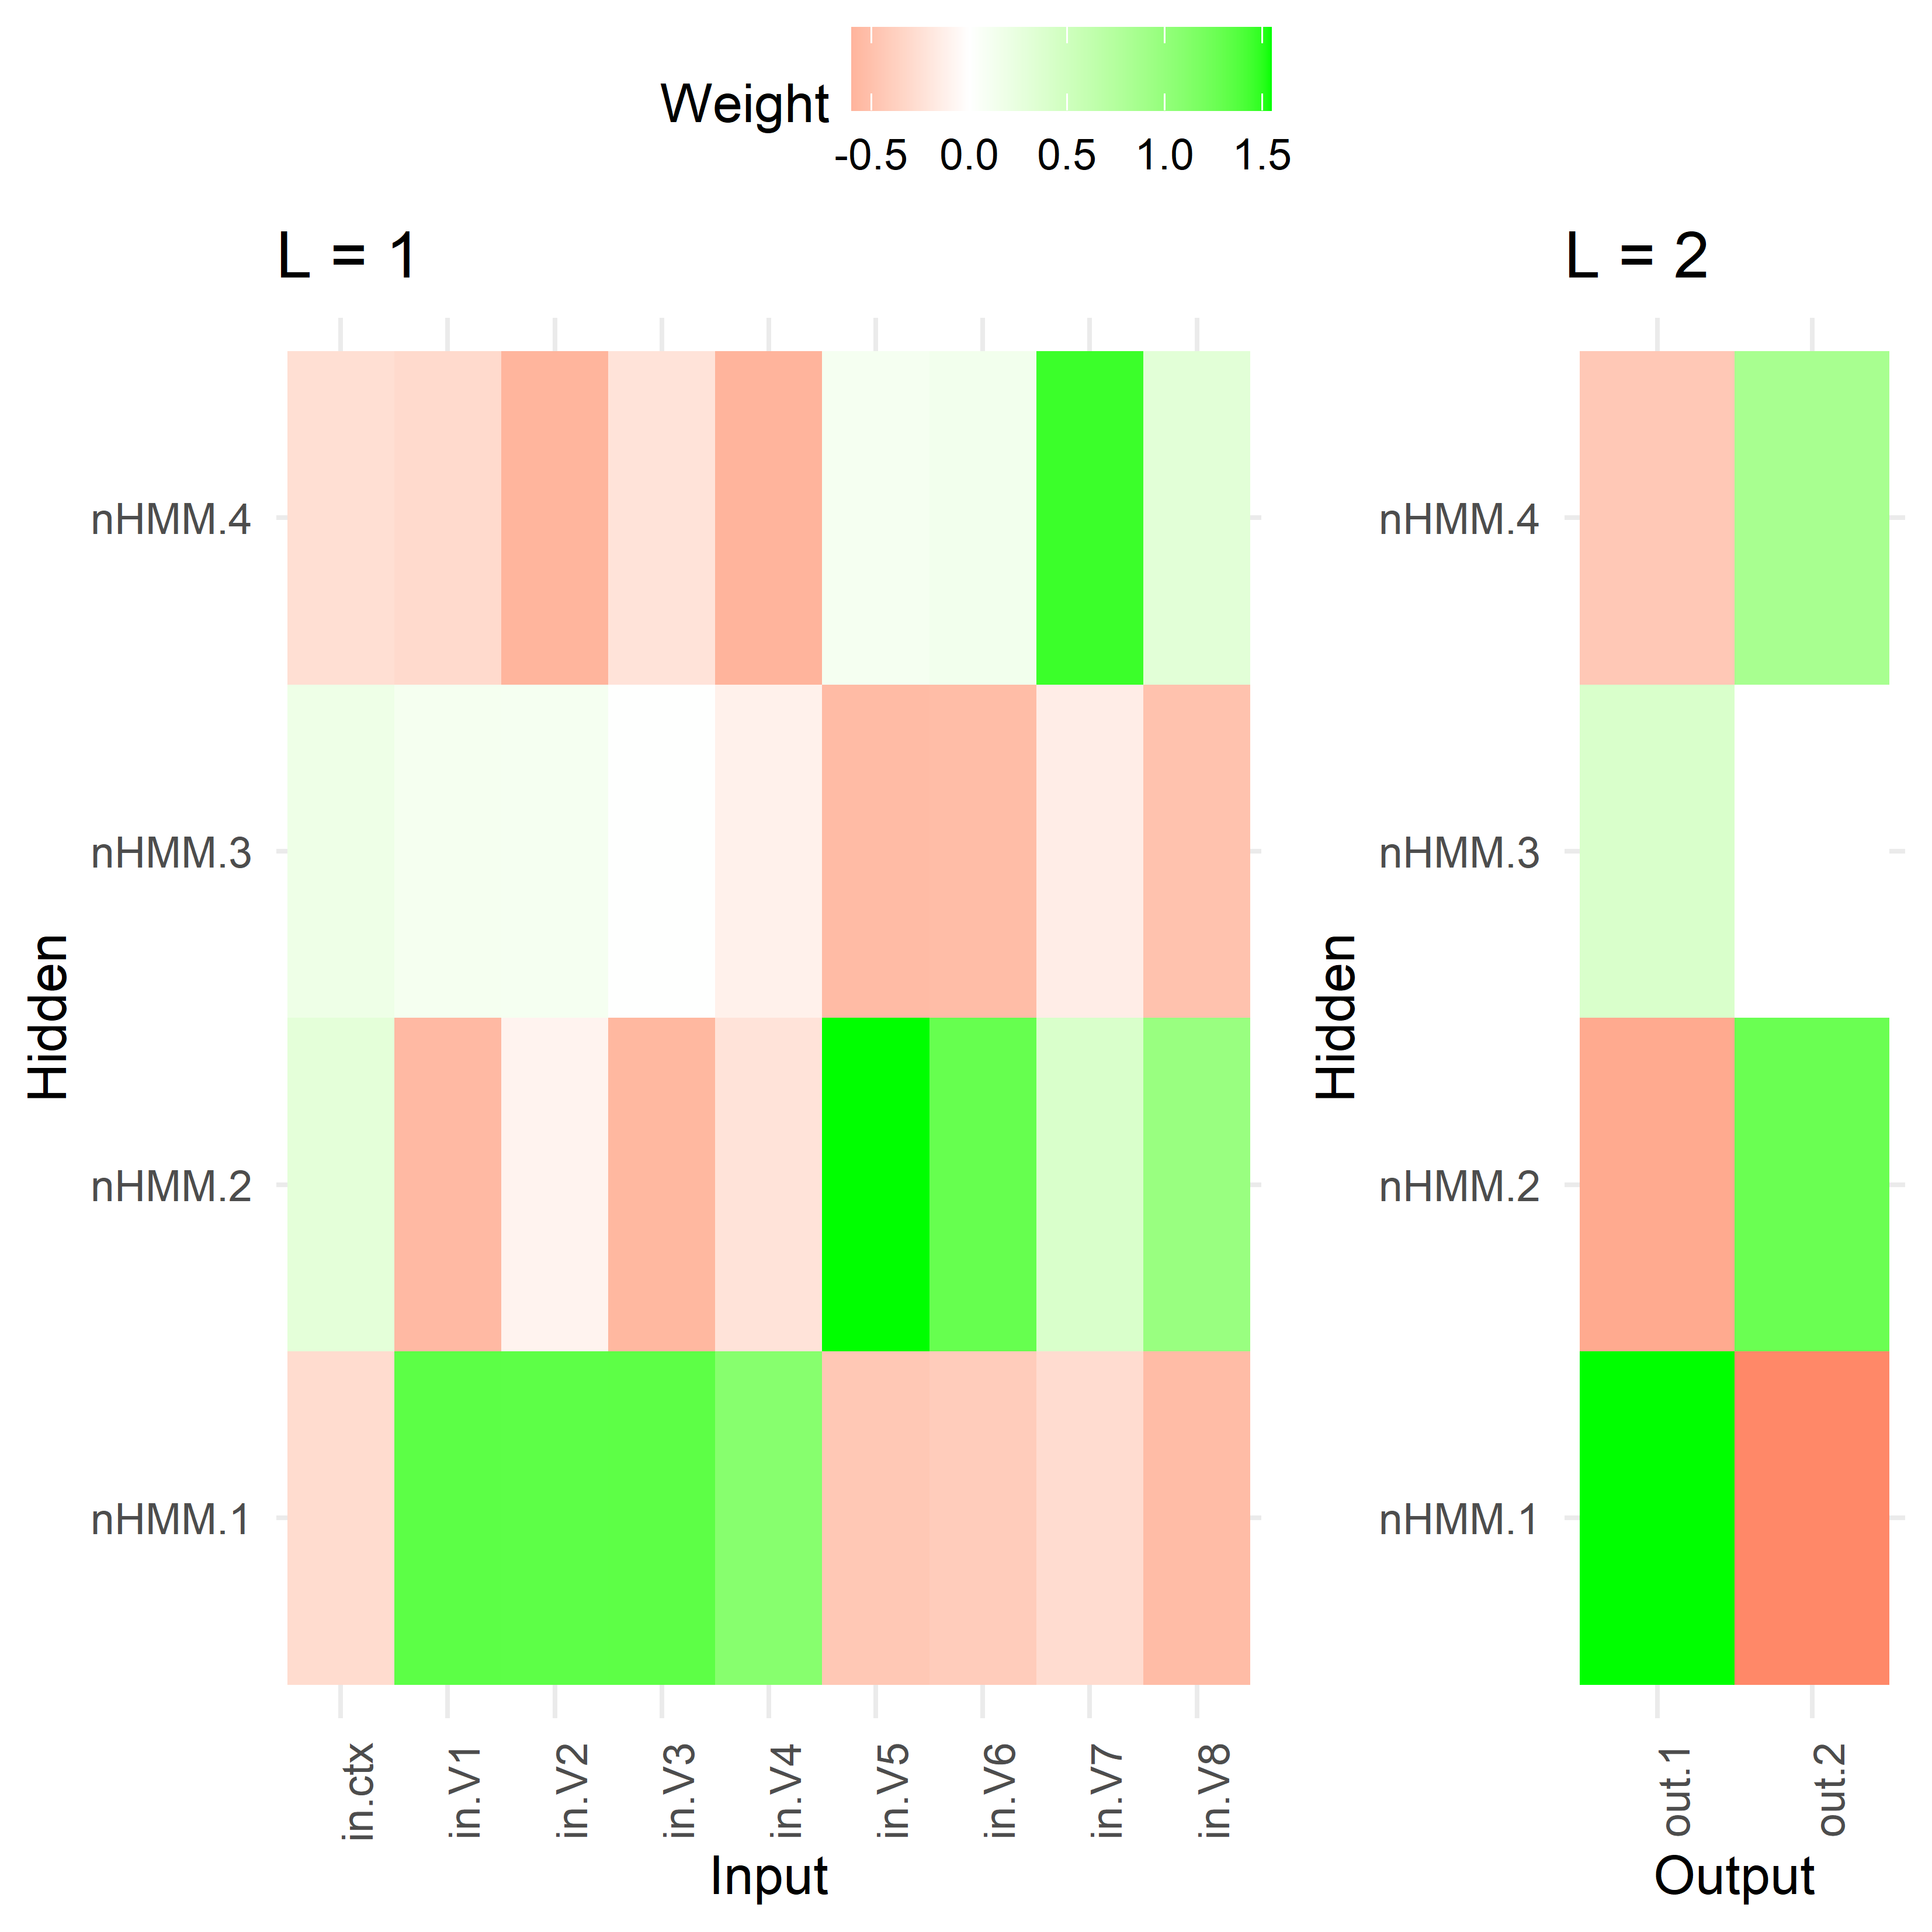 Weight
-0.5 0.0 0.5 1.0 1.5
L = 1
L = 2
Hidden
nHMM.4
nHMM.3
nHMM.2
nHMM.1
in.ctx in.V1 in.V2 in.V3 in.V4 in.V5 in.V6 in.V7 in.V8
Input
Hidden
nHMM.4
nHMM.3
nHMM.2
nHMM.1
out.1 out.2
Output